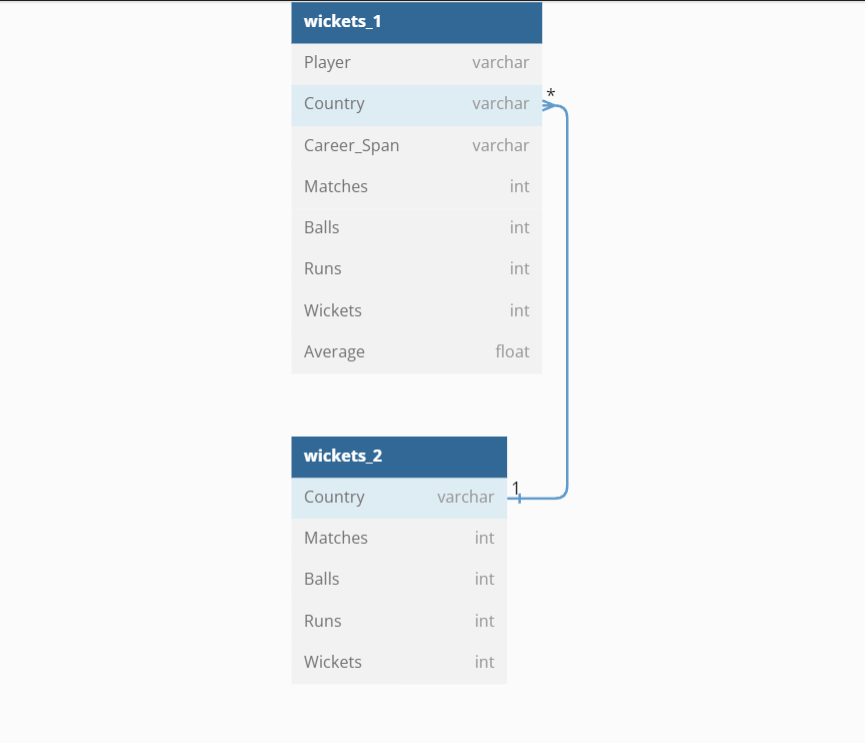 wickets_1
Player varchar
*
Country varchar
Career_Span varchar
Matches int
Balls int
Runs int
Wickets int
Average float
wickets_2
1
Country varchar
Matches int
Balls int
Runs int
Wickets int